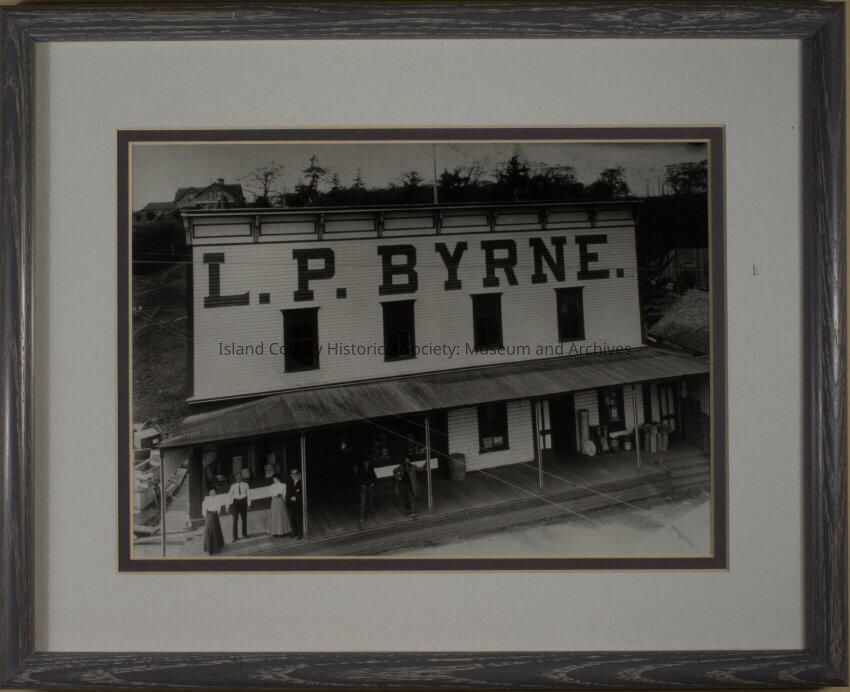 L. P. BYRNE.
Island County Historical Society: Museum and Archives